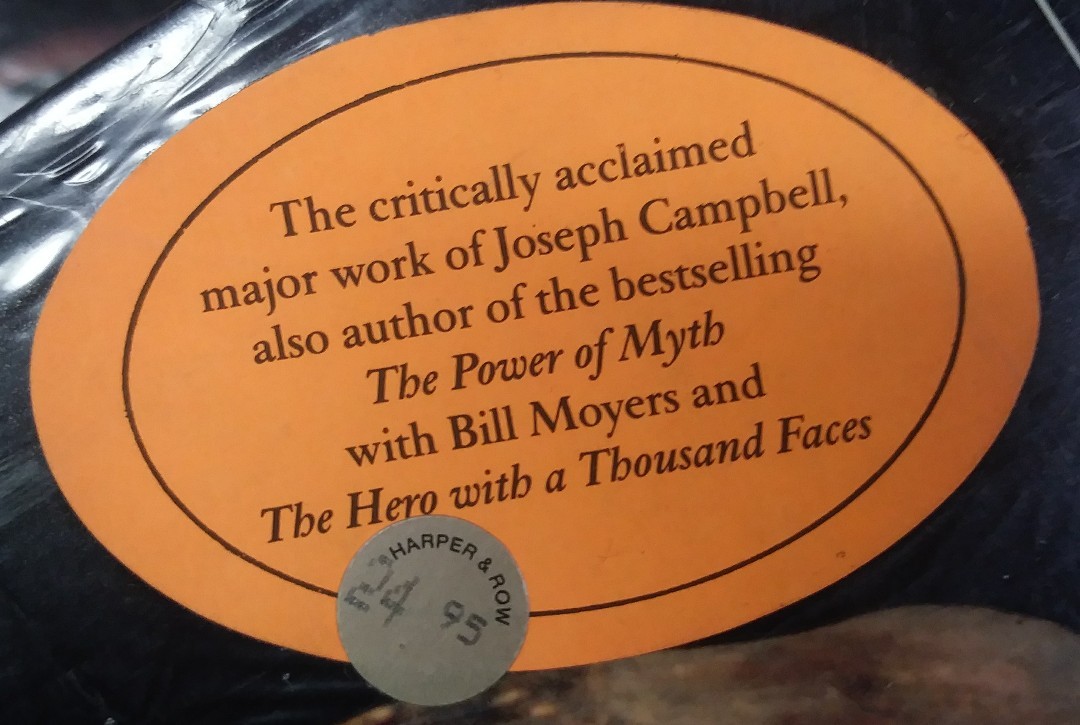 The critically acclaimed
major work of Joseph Campbell,
also author of the bestselling
The Power of Myth
with Bill Moyers and
The Hero with a Thousand Faces
HARPER & ROW
24 95